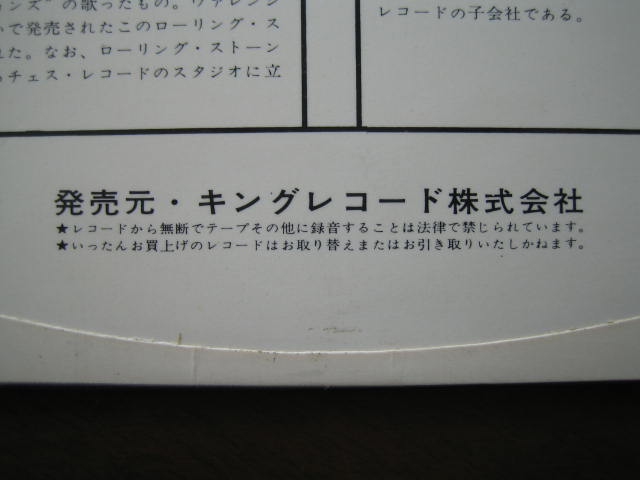 ンズ”の歌ったもの。ヴァレンシ
いで発売されたこのローリング・ス
れた。なお、ローリング・ストーン
らチェス・レコードのスタジオに立
レコードの子会社である。
発売元・キングレコード株式会社
★レコードから無断でテープその他に録音することは法律で禁じられています。
★いったんお買上げのレコードはお取り替えまたはお引き取りいたしかねます。